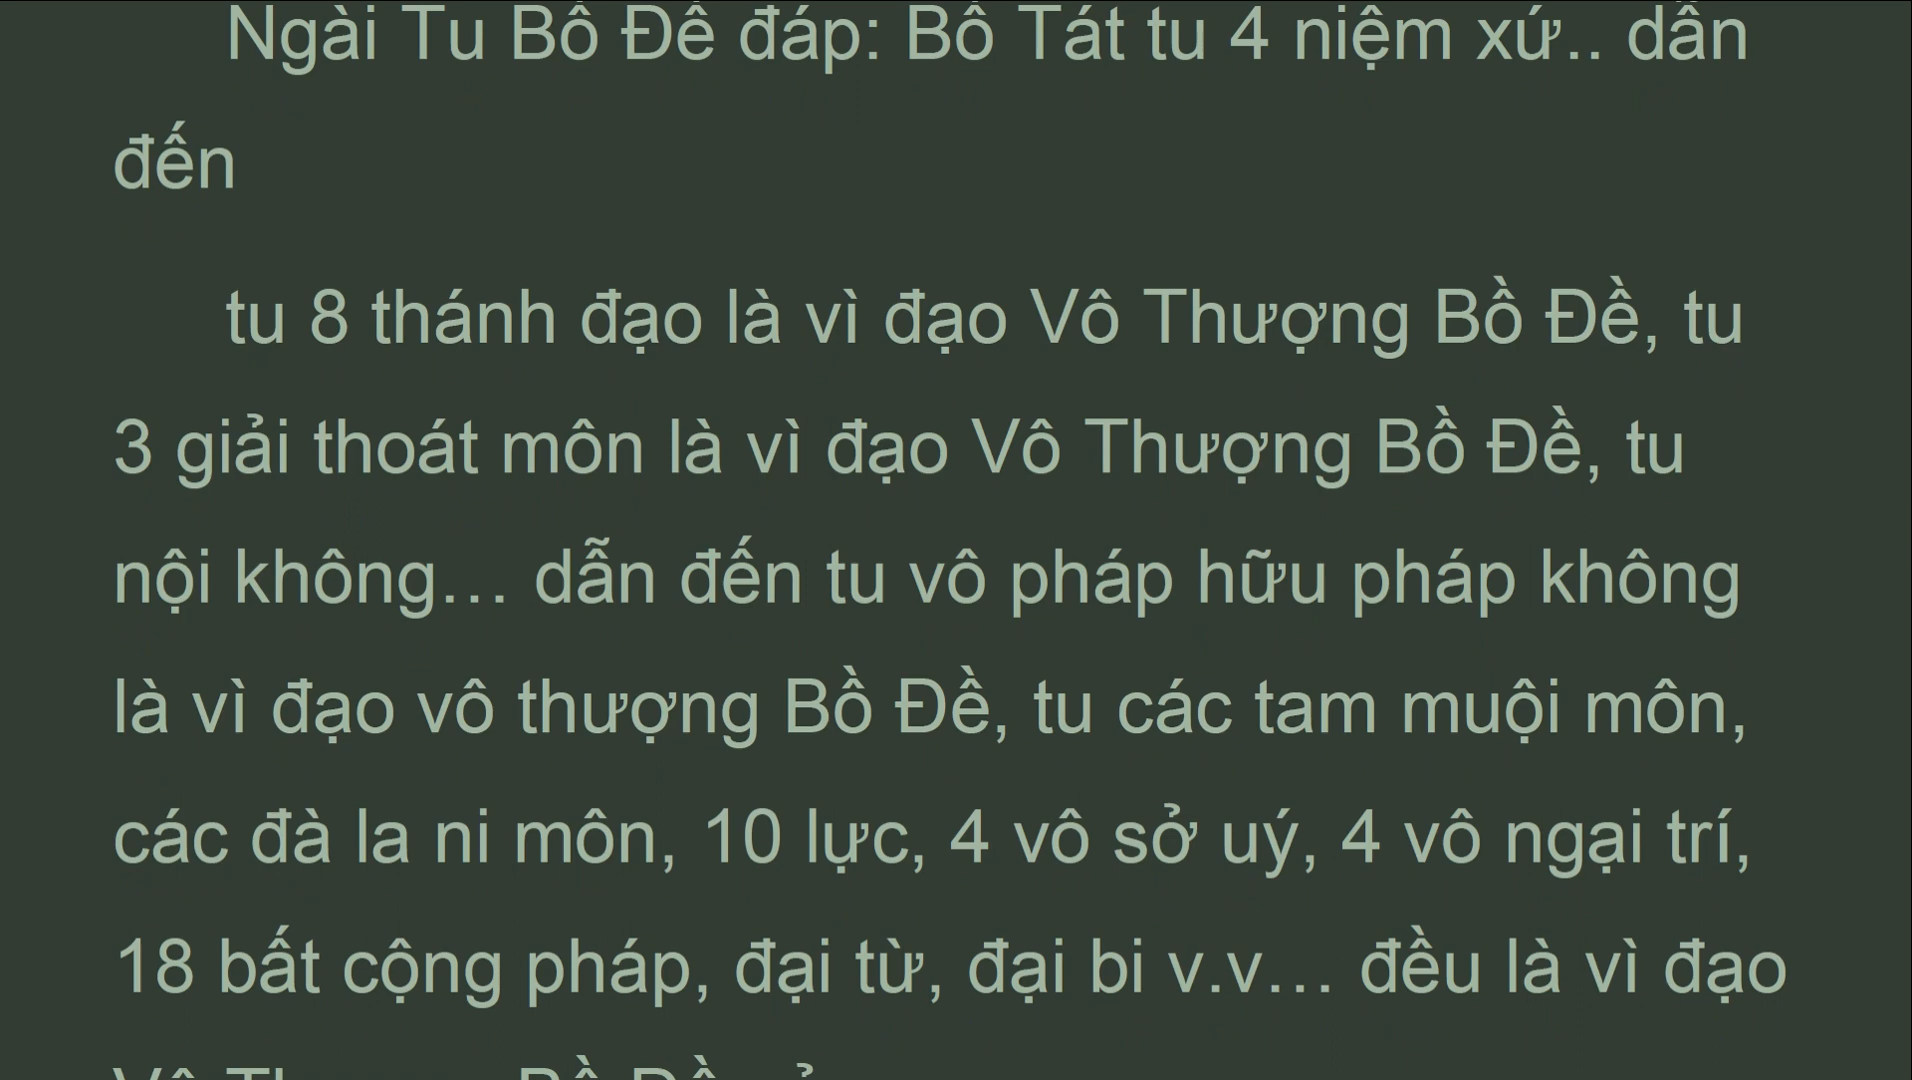 Ngài Tu Bồ Đề đáp: Bồ Tát tu 4 niệm xứ.. dẫn
đến
tu 8 thánh đạo là vì đạo Vô Thượng Bồ Đề, tu
3 giải thoát môn là vì đạo Vô Thượng Bồ Đề, tu
nội không… dẫn đến tu vô pháp hữu pháp không
là vì đạo vô thượng Bồ Đề, tu các tam muội môn,
các đà la ni môn, 10 lực, 4 vô sở uý, 4 vô ngại trí,
18 bất cộng pháp, đại từ, đại bi v.v… đều là vì đạo